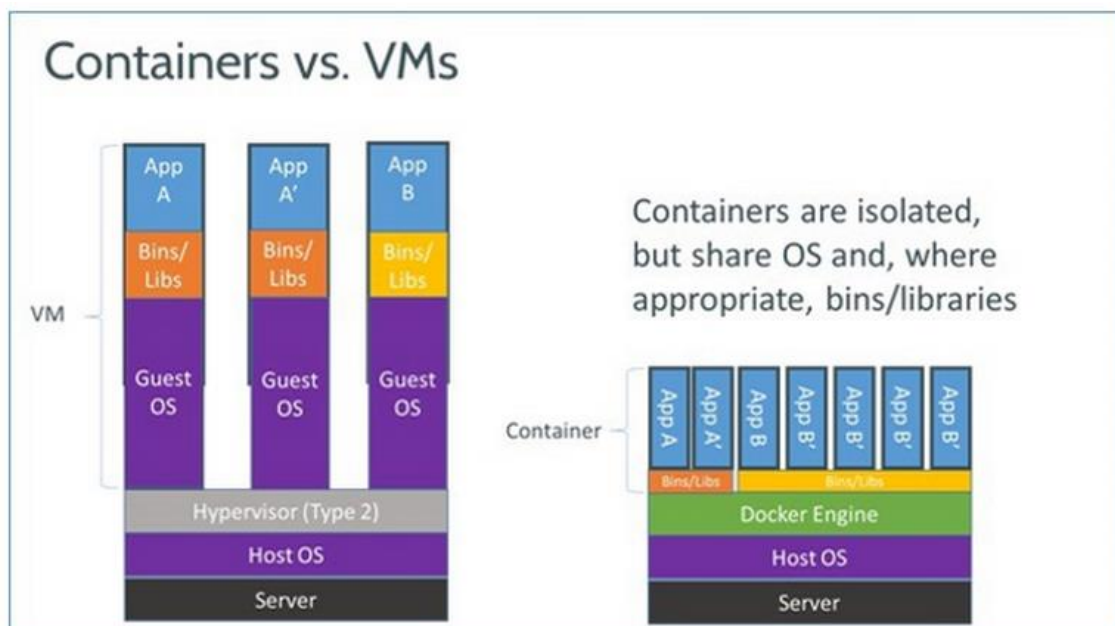 Containers vs. VMs
VM
App
A
Bins/
Libs
Guest
OS
App
A′
Bins/
Libs
Guest
OS
App
B
Bins/
Libs
Guest
OS
Hypervisor (Type 2)
Host OS
Server
Containers are isolated,
but share OS and, where
appropriate, bins/libraries
Container
App A
App A′
App B
App B′
App B′
App B′
App B′
Bins/Libs
Bins/Libs
Docker Engine
Host OS
Server